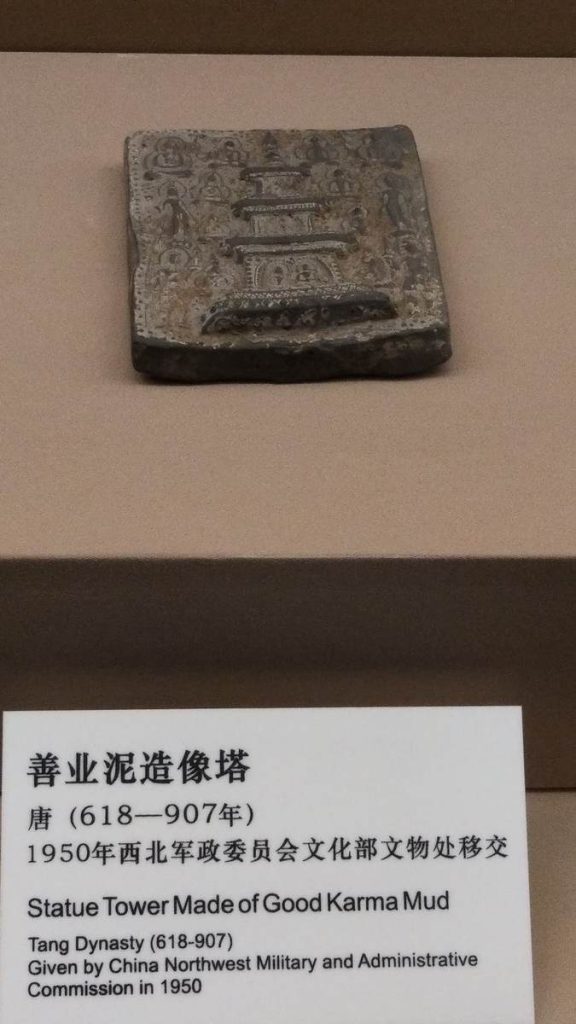 善业泥造像塔
唐（618—907年）
1950年西北军政委员会文化部文物处移交
Statue Tower Made of Good Karma Mud
Tang Dynasty (618-907)
Given by China Northwest Military and Administrative
Commission in 1950